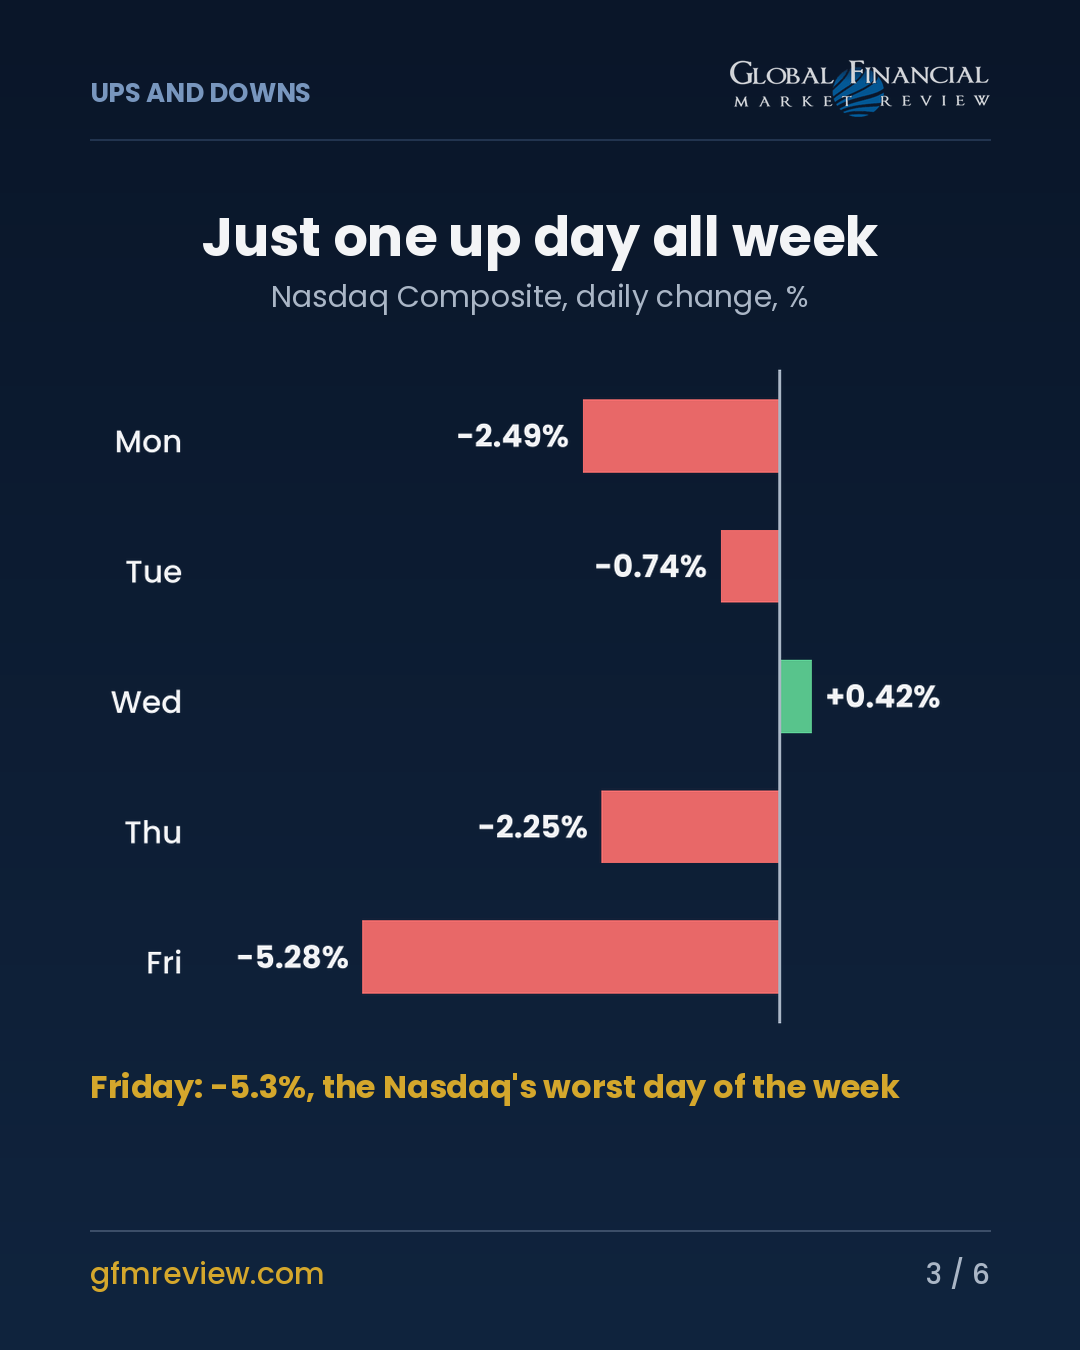 UPS AND DOWNS
GLOBAL FINANCIAL
MARKET REVIEW
Just one up day all week
Nasdaq Composite, daily change, %
Mon -2.49%
Tue -0.74%
Wed +0.42%
Thu -2.25%
Fri -5.28%
Friday: -5.3%, the Nasdaq's worst day of the week
gfmreview.com
3 / 6